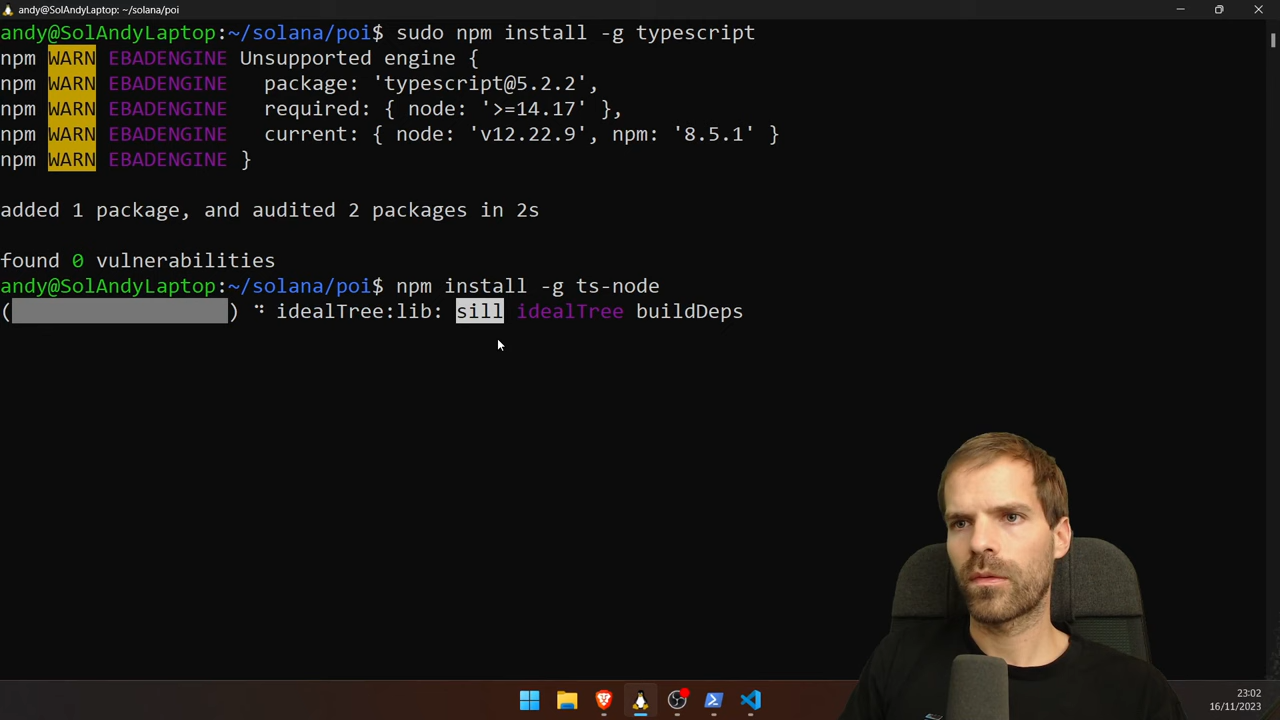 andy@SolAndyLaptop: ~/solana/poi
andy@SolAndyLaptop:~/solana/poi$ sudo npm install -g typescript
npm WARN EBADENGINE Unsupported engine {
npm WARN EBADENGINE   package: 'typescript@5.2.2',
npm WARN EBADENGINE   required: { node: '>=14.17' },
npm WARN EBADENGINE   current: { node: 'v12.22.9', npm: '8.5.1' }
npm WARN EBADENGINE }
added 1 package, and audited 2 packages in 2s
found 0 vulnerabilities
andy@SolAndyLaptop:~/solana/poi$ npm install -g ts-node
( ) ⠙ idealTree:lib: sill idealTree buildDeps
23:02
16/11/2023